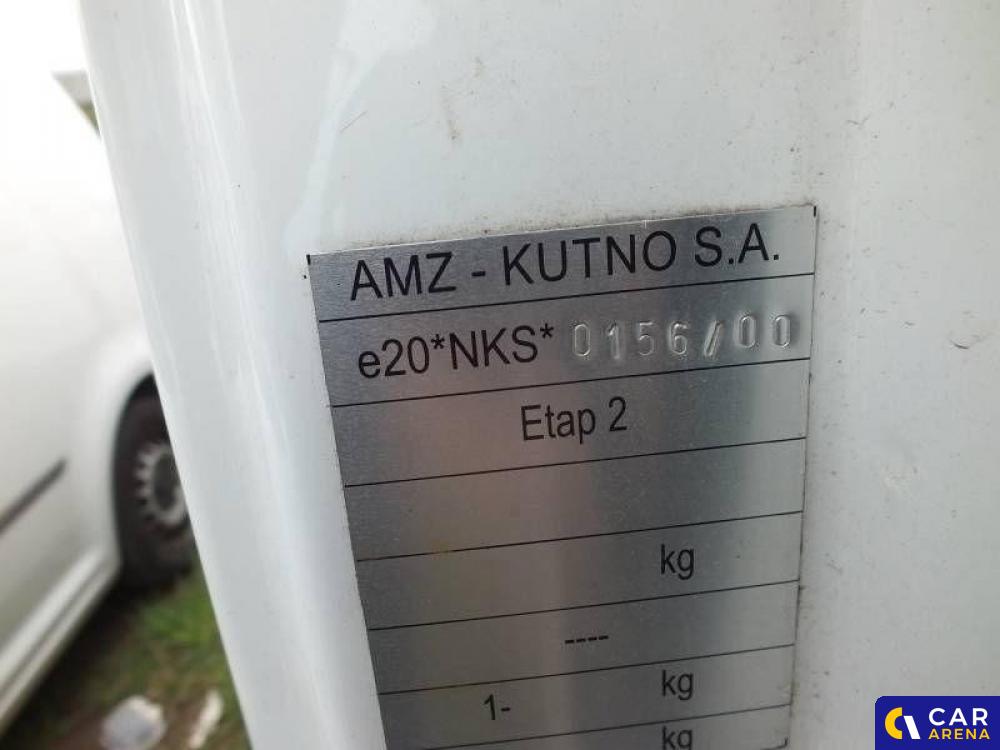 AMZ - KUTNO S.A.
e20*NKS* 0156/00
Etap 2
kg
----
1- kg
kg
CAR
ARENA